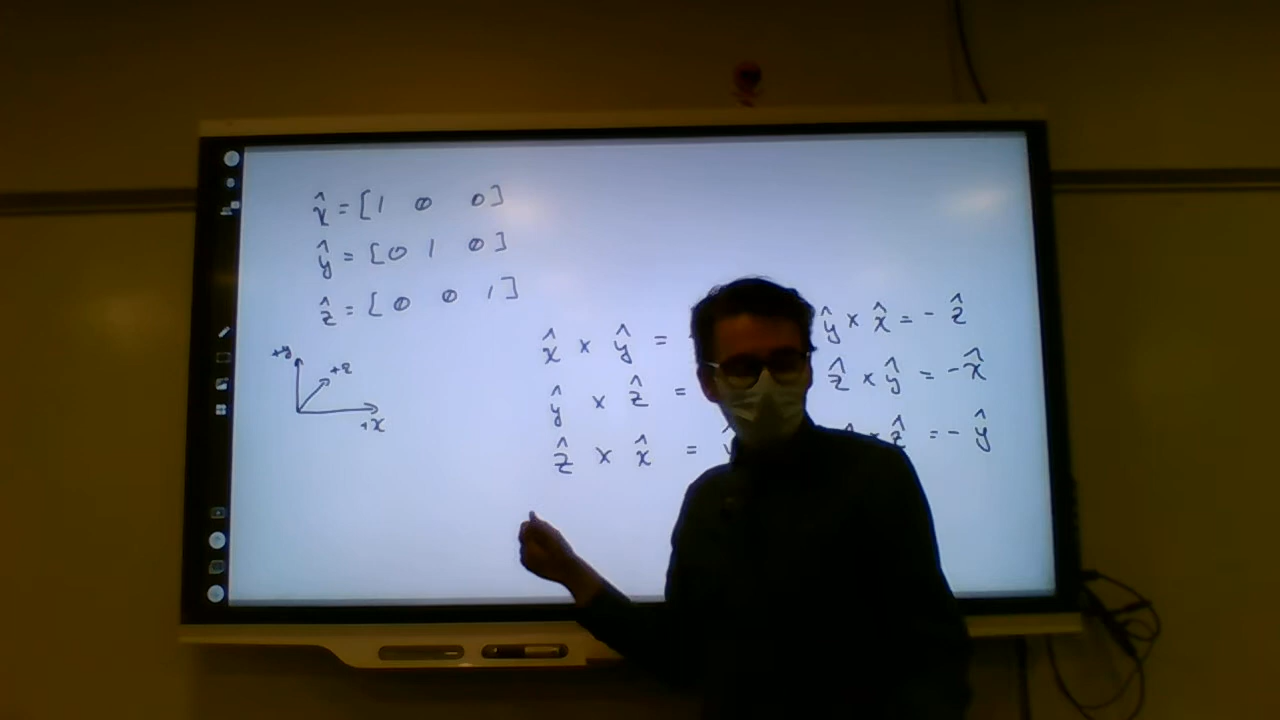 x̂ = [1 0 0]
ŷ = [0 1 0]
ẑ = [0 0 1]
+y
+z
+x
x̂ × ŷ =
ŷ × ẑ =
ẑ × x̂ =
ŷ × x̂ = - ẑ
ẑ × ŷ = - x̂
× ẑ = - ŷ